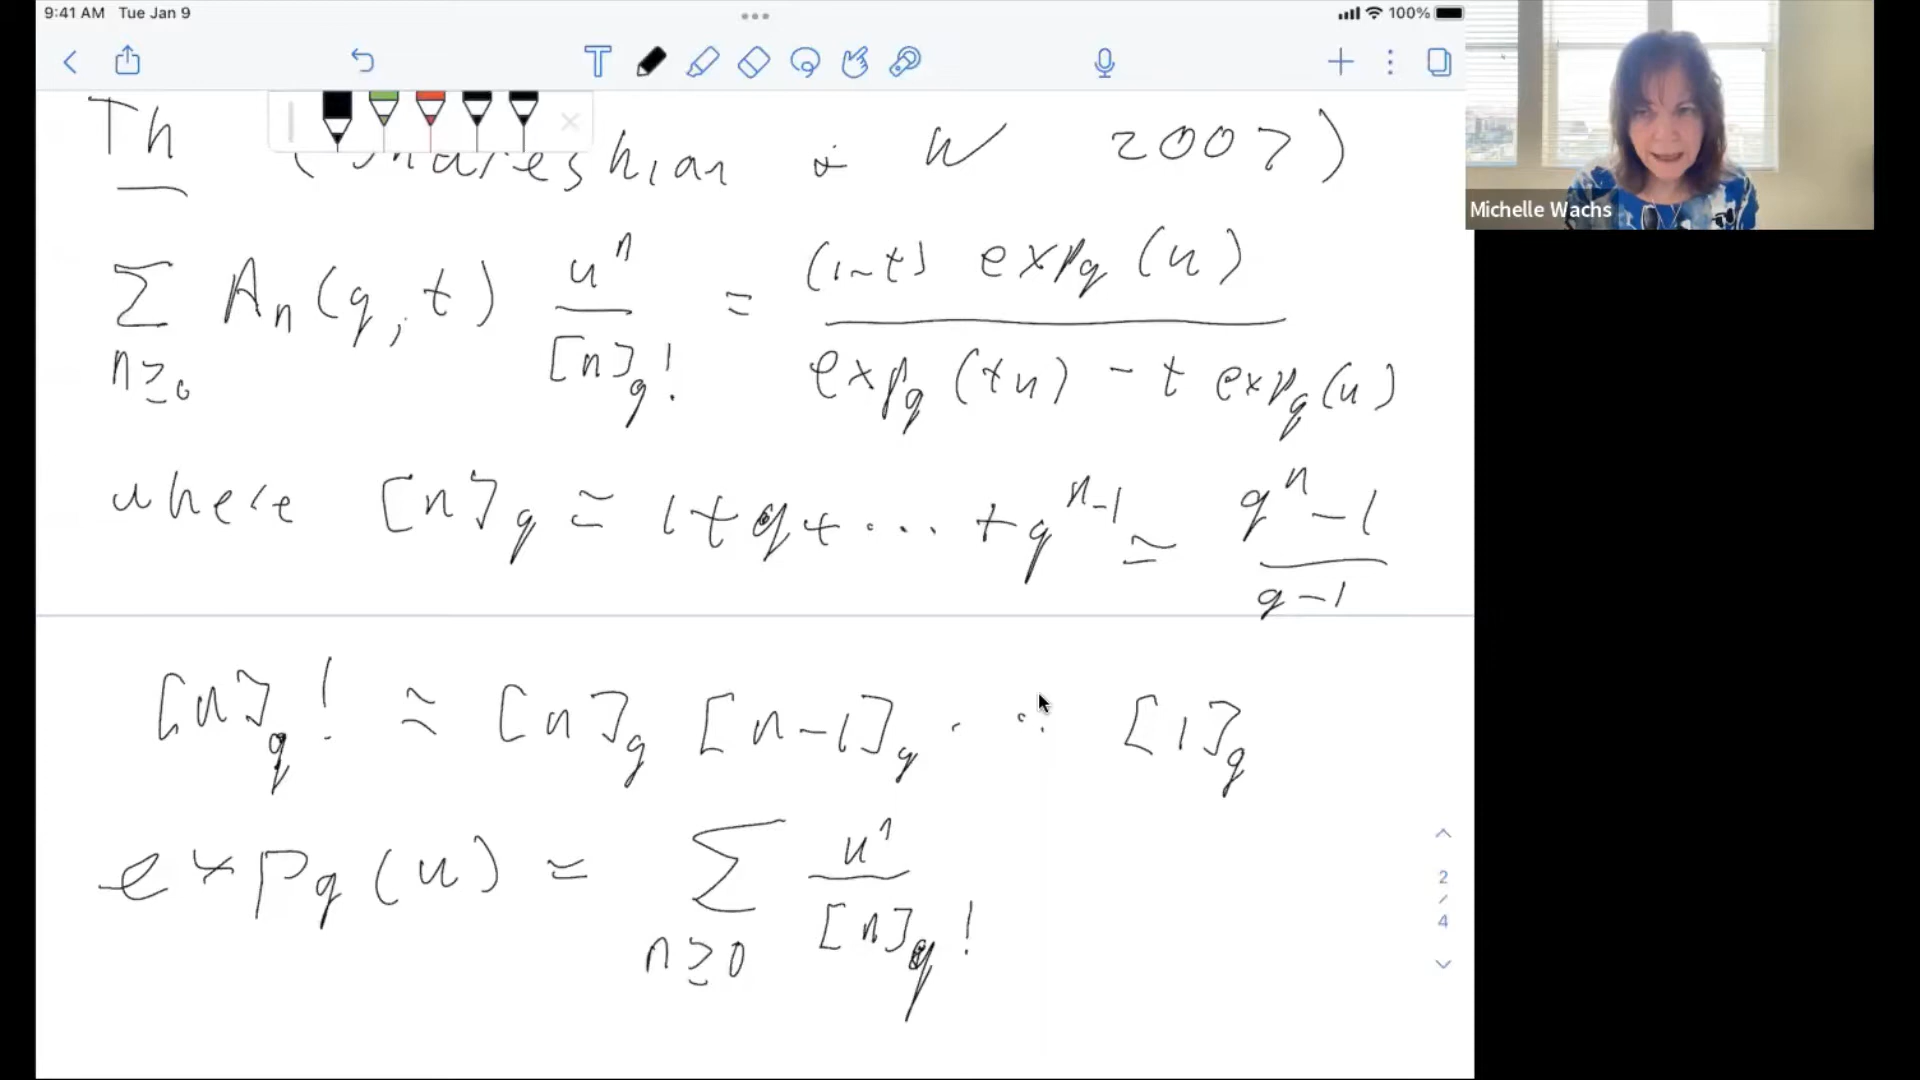 9:41 AM Tue Jan 9
100%
Michelle Wachs
Th (Shareshian & W 2007)
∑_{n≥0} A_n(q,t) u^n/[n]_q! = (1-t) exp_q(u) / (exp_q(tu) - t exp_q(u))
where [n]_q = 1+q+...+q^{n-1} = (q^n-1)/(q-1)
[n]_q! = [n]_q [n-1]_q ... [1]_q
exp_q(u) = ∑_{n≥0} u^n/[n]_q!
2
/
4